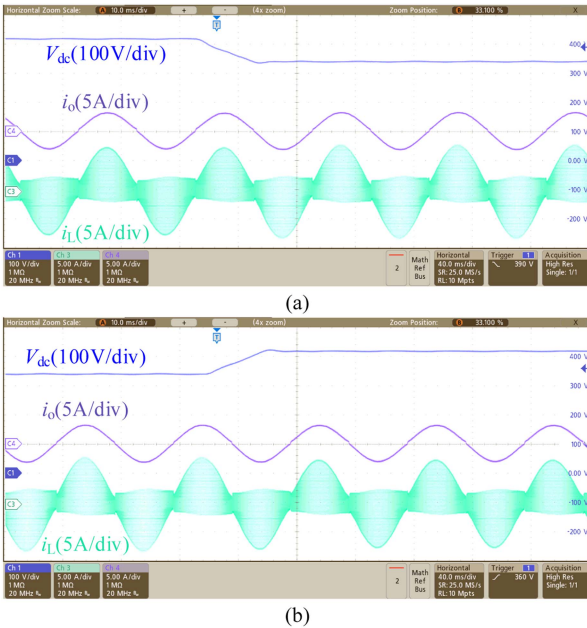 Horizontal Zoom Scale: A 10.0 ms/div + - (4x zoom) Zoom Position: B 33.100 % X
T
Vdc(100V/div)
400 V
300 V
io(5A/div)
C4
100 V
C1
0.00 V
C3
-100 V
-200 V
iL(5A/div)
Ch 1 Ch 3 Ch 4 Horizontal Trigger 1 Acquisition
100 V/div 5.00 A/div 5.00 A/div 2 Math 40.0 ms/div 390 V High Res
1 MΩ 1 MΩ 1 MΩ Ref SR: 25.0 MS/s Single: 1/1
20 MHz 20 MHz 20 MHz Bus RL: 10 Mpts
(a)
Horizontal Zoom Scale: A 10.0 ms/div + - (4x zoom) Zoom Position: B 33.100 % X
T
Vdc(100V/div)
400 V
300 V
io(5A/div)
C4
100 V
C1
0.00 V
C3
-100 V
-200 V
iL(5A/div)
Ch 1 Ch 3 Ch 4 Horizontal Trigger 1 Acquisition
100 V/div 5.00 A/div 5.00 A/div 2 Math 40.0 ms/div 360 V High Res
1 MΩ 1 MΩ 1 MΩ Ref SR: 25.0 MS/s Single: 1/1
20 MHz 20 MHz 20 MHz Bus RL: 10 Mpts
(b)